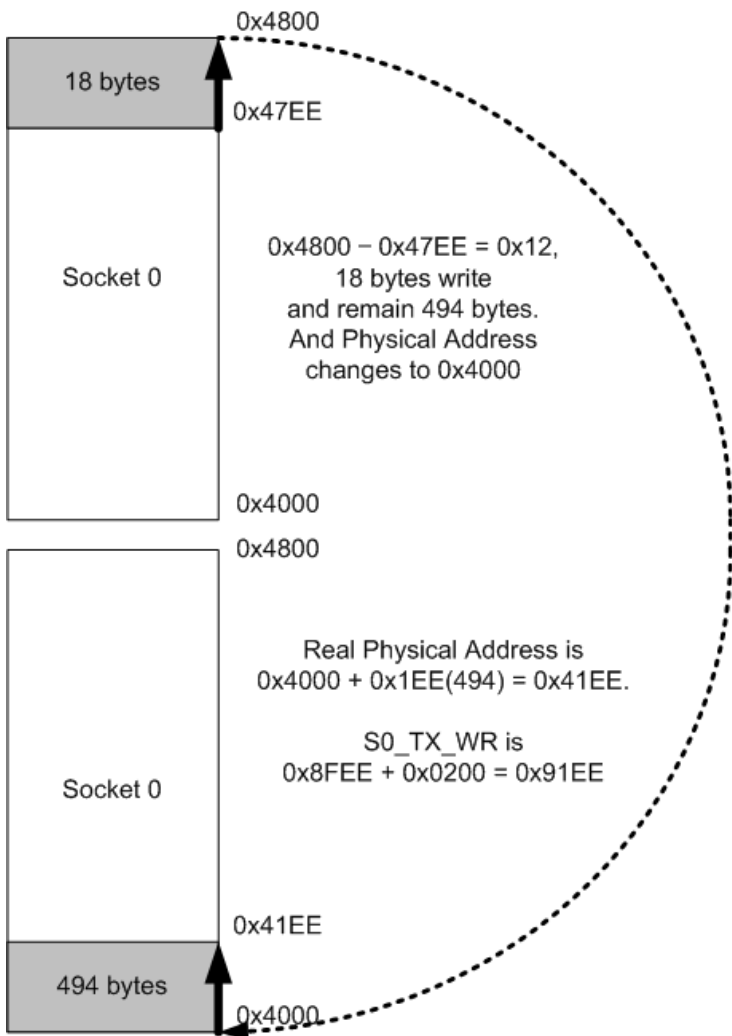 0x4800
18 bytes
0x47EE
Socket 0
0x4800 – 0x47EE = 0x12,
18 bytes write
and remain 494 bytes.
And Physical Address
changes to 0x4000
0x4000
0x4800
Real Physical Address is
0x4000 + 0x1EE(494) = 0x41EE.
S0_TX_WR is
0x8FEE + 0x0200 = 0x91EE
Socket 0
0x41EE
494 bytes
0x4000